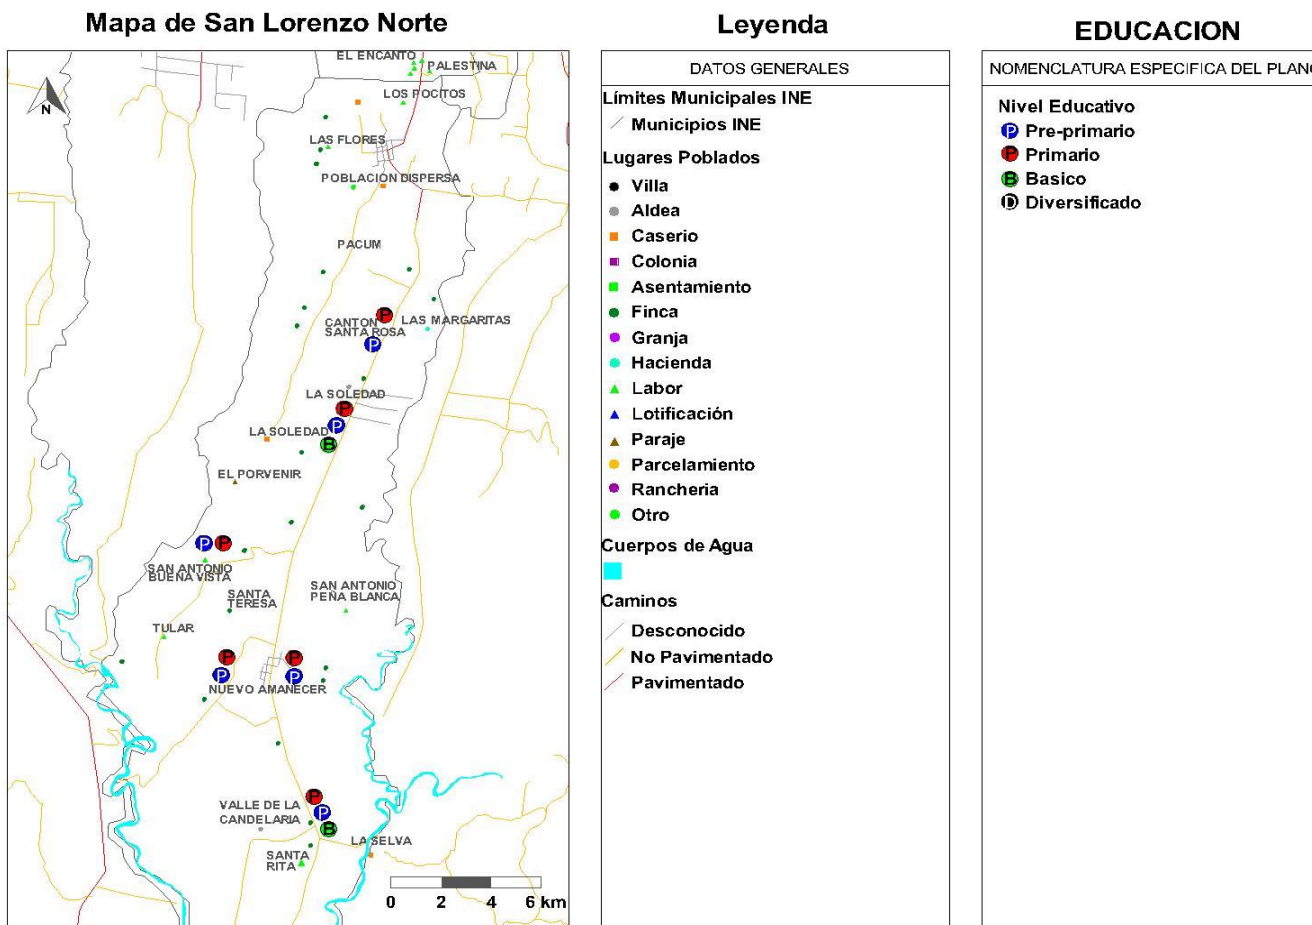 Mapa de San Lorenzo Norte
N
EL ENCANTO
PALESTINA
LOS POCITOS
LAS FLORES
POBLACION DISPERSA
PACUM
P
CANTON
SANTA ROSA
LAS MARGARITAS
P
LA SOLEDAD
P
P
LA SOLEDAD
B
EL PORVENIR
P
P
SAN ANTONIO
BUENA VISTA
SANTA
TERESA
SAN ANTONIO
PEÑA BLANCA
TULAR
P
P
P
P
NUEVO AMANECER
P
VALLE DE LA
CANDELARIA
P
B
LA SELVA
SANTA
RITA
0 2 4 6 km
Leyenda
DATOS GENERALES
Límites Municipales INE
Municipios INE
Lugares Poblados
Villa
Aldea
Caserio
Colonia
Asentamiento
Finca
Granja
Hacienda
Labor
Lotificación
Paraje
Parcelamiento
Rancheria
Otro
Cuerpos de Agua
Caminos
Desconocido
No Pavimentado
Pavimentado
EDUCACION
NOMENCLATURA ESPECIFICA DEL PLANO
Nivel Educativo
P Pre-primario
P Primario
B Basico
D Diversificado